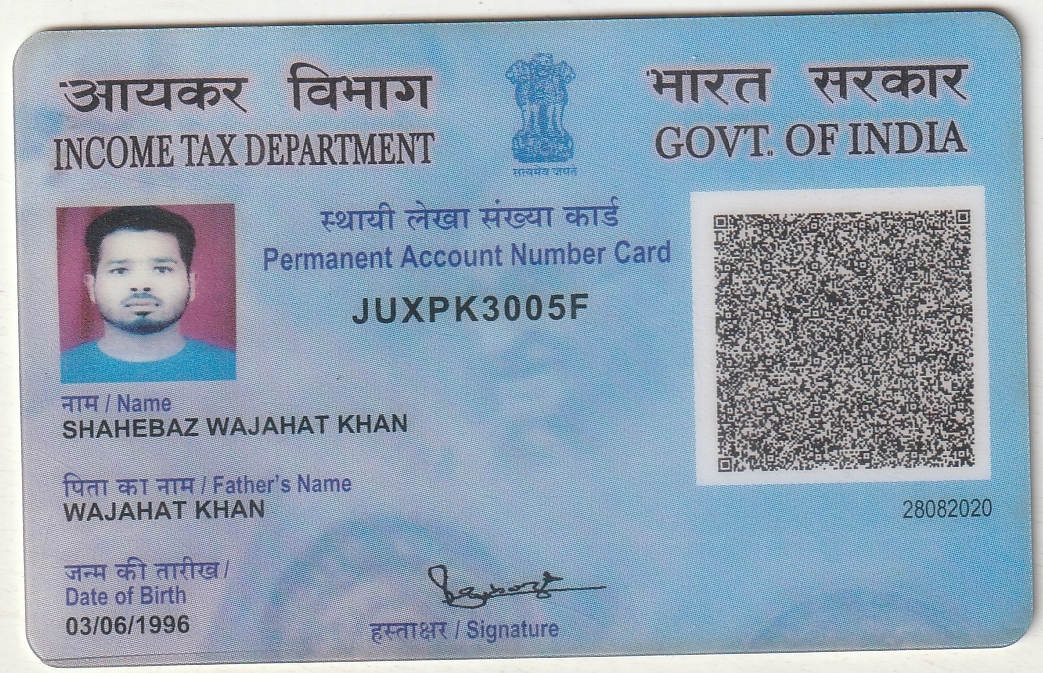 आयकर विभाग
INCOME TAX DEPARTMENT
सत्यमेव जयते
भारत सरकार
GOVT. OF INDIA
स्थायी लेखा संख्या कार्ड
Permanent Account Number Card
JUXPK3005F
नाम / Name
SHAHEBAZ WAJAHAT KHAN
पिता का नाम / Father's Name
WAJAHAT KHAN
28082020
जन्म की तारीख /
Date of Birth
03/06/1996
हस्ताक्षर / Signature